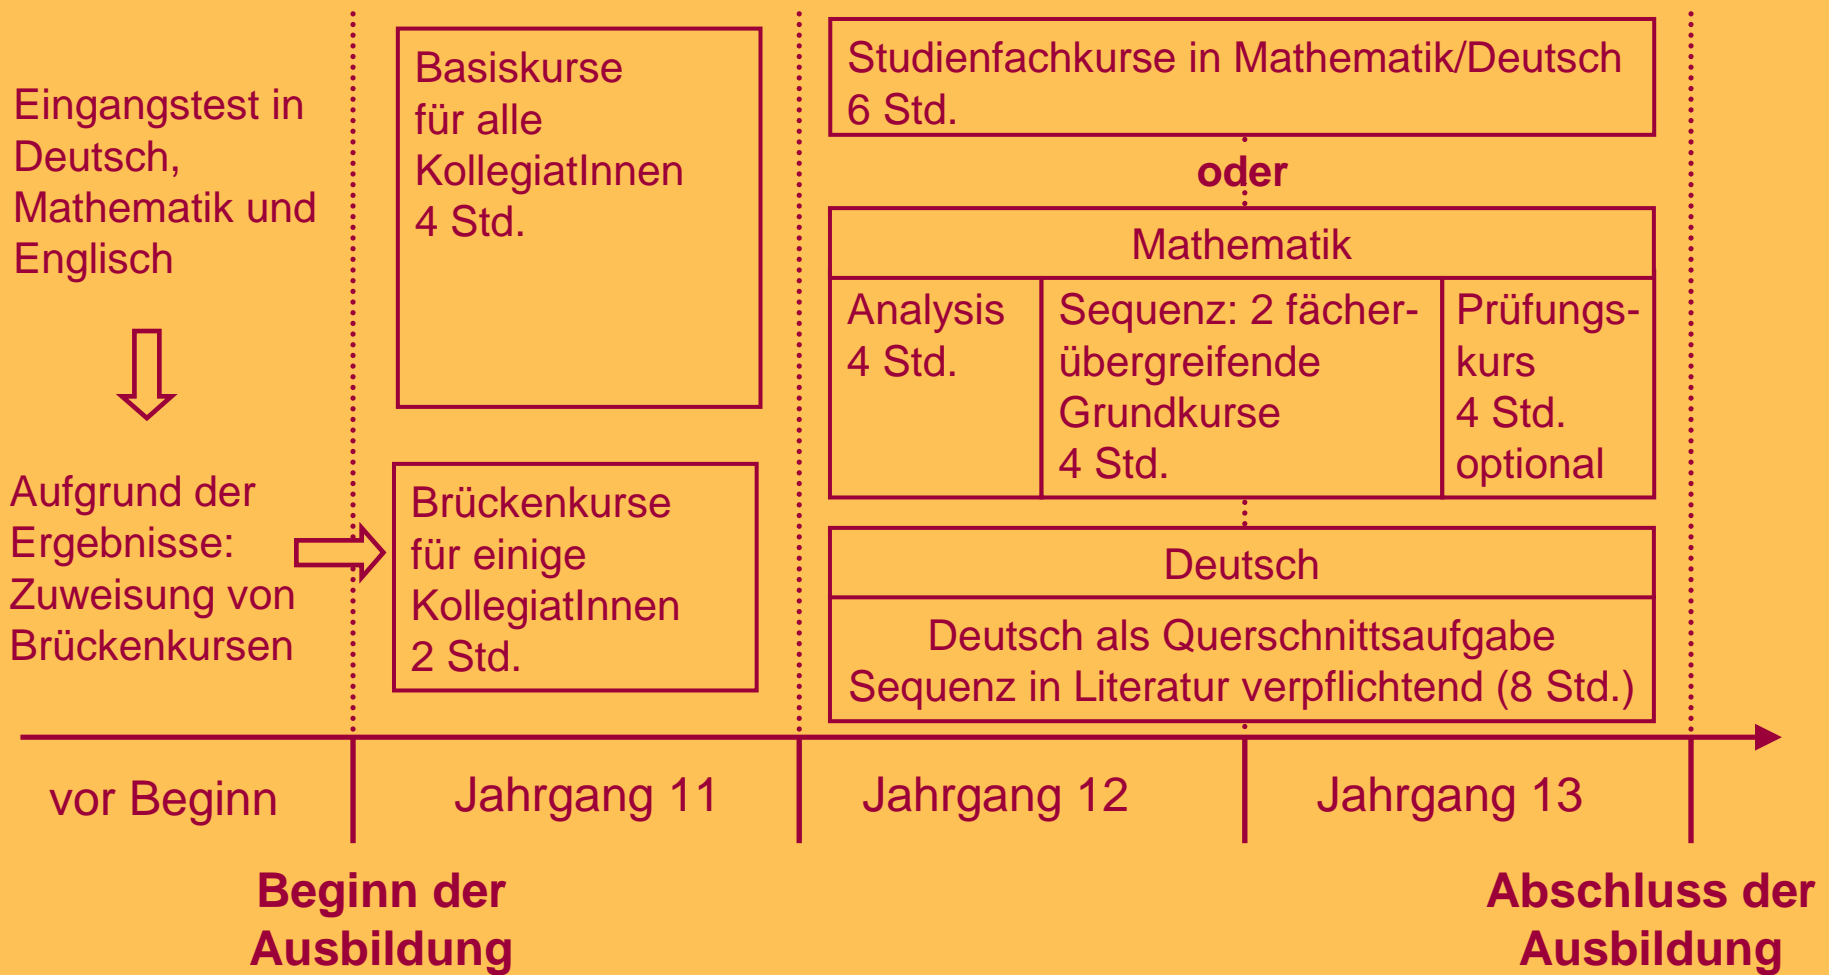 Eingangstest in
Deutsch,
Mathematik und
Englisch
Aufgrund der
Ergebnisse:
Zuweisung von
Brückenkursen
Basiskurse
für alle
KollegiatInnen
4 Std.
Brückenkurse
für einige
KollegiatInnen
2 Std.
Studienfachkurse in Mathematik/Deutsch
6 Std.
oder
Mathematik
Analysis
4 Std.
Sequenz: 2 fächer-
übergreifende
Grundkurse
4 Std.
Prüfungs-
kurs
4 Std.
optional
Deutsch
Deutsch als Querschnittsaufgabe
Sequenz in Literatur verpflichtend (8 Std.)
vor Beginn
Jahrgang 11
Jahrgang 12
Jahrgang 13
Beginn der
Ausbildung
Abschluss der
Ausbildung